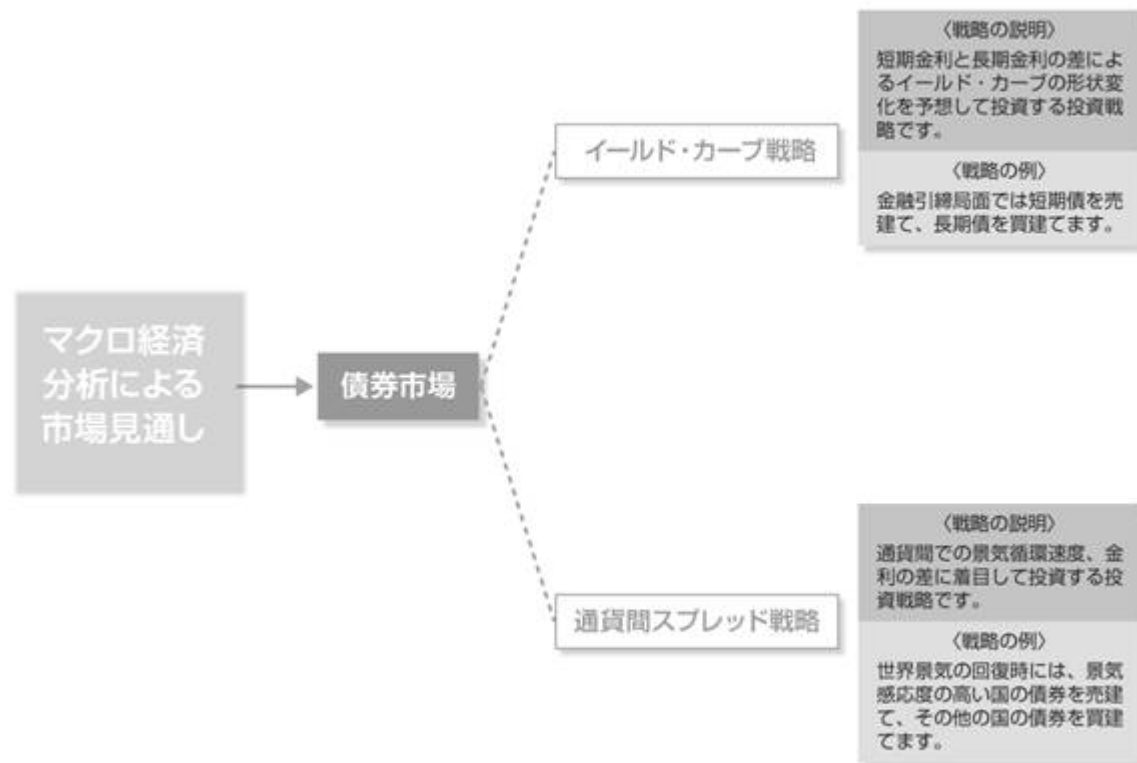 マクロ経済
分析による
市場見通し
債券市場
イールド・カーブ戦略
〈戦略の説明〉
短期金利と長期金利の差によ
るイールド・カーブの形状変
化を予想して投資する投資戦
略です。
〈戦略の例〉
金融引締局面では短期債を売
建て、長期債を買建てます。
通貨間スプレッド戦略
〈戦略の説明〉
通貨間での景気循環速度、金
利の差に着目して投資する投
資戦略です。
〈戦略の例〉
世界景気の回復時には、景気
感応度の高い国の債券を売建
て、その他の国の債券を買建
てます。